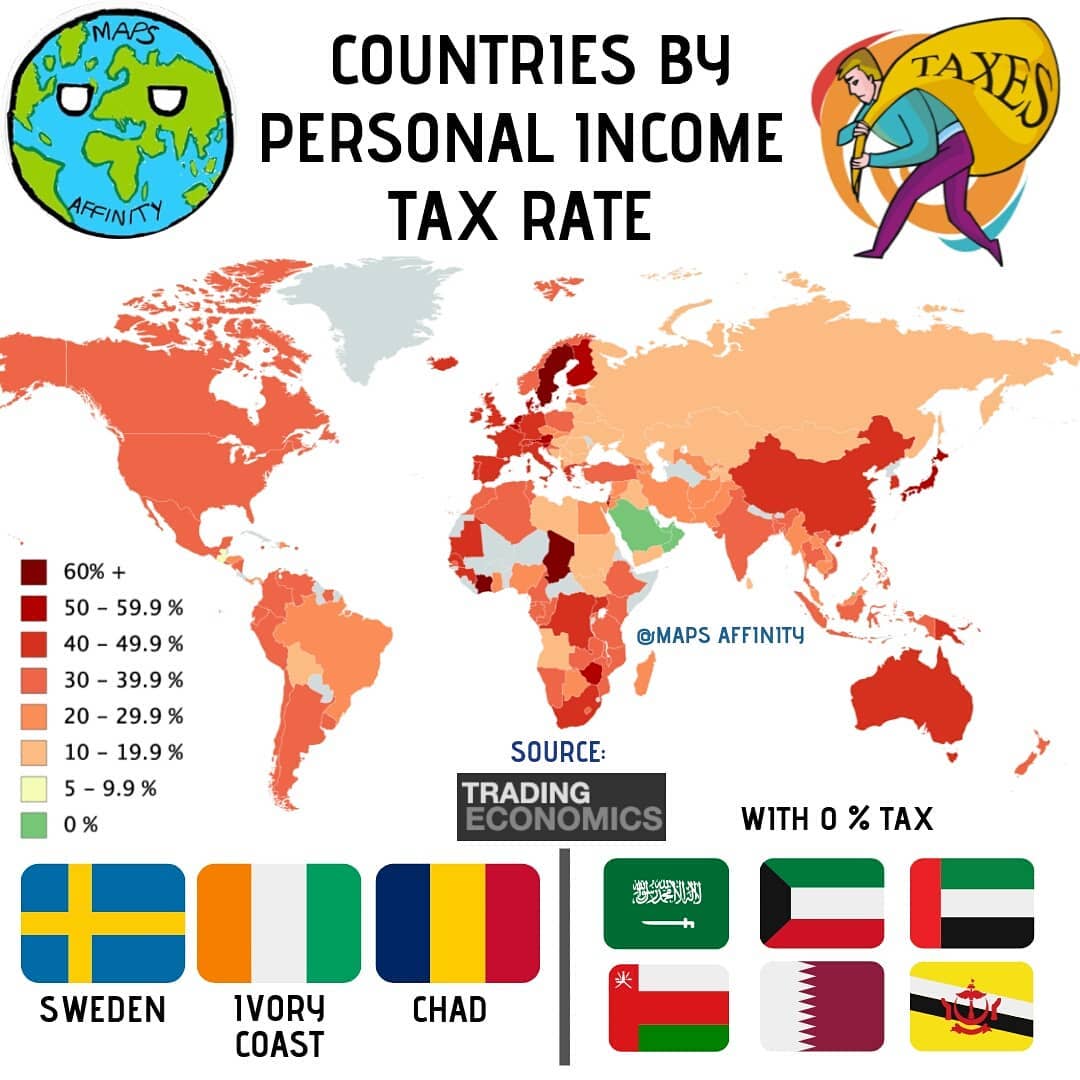 MAPS
AFFINITY
COUNTRIES BY
PERSONAL INCOME
TAX RATE
TAXES
60% +
50 - 59.9 %
40 - 49.9 %
30 - 39.9 %
20 - 29.9 %
10 - 19.9 %
5 - 9.9 %
0 %
@MAPS AFFINITY
SOURCE:
TRADING
ECONOMICS
WITH 0 % TAX
SWEDEN
IVORY
COAST
CHAD